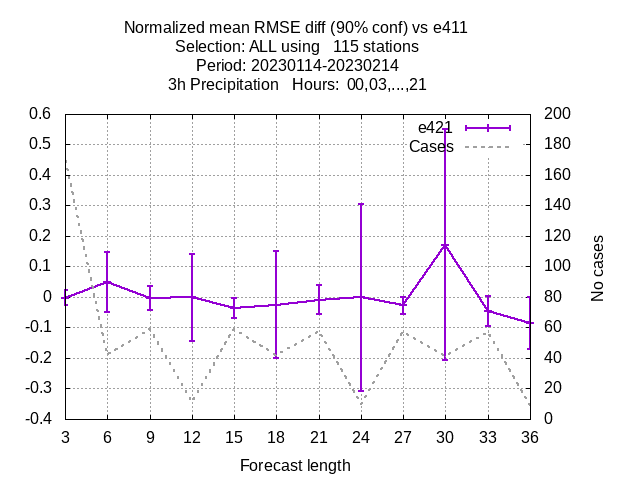 Normalized mean RMSE diff (90% conf) vs e411
Selection: ALL using   115 stations
Period: 20230114-20230214
3h Precipitation   Hours:  00,03,...,21
0.6
0.5
0.4
0.3
0.2
0.1
0
-0.1
-0.2
-0.3
-0.4
e421
Cases
200
180
160
140
120
100
80
60
40
20
0
No cases
3 6 9 12 15 18 21 24 27 30 33 36
Forecast length